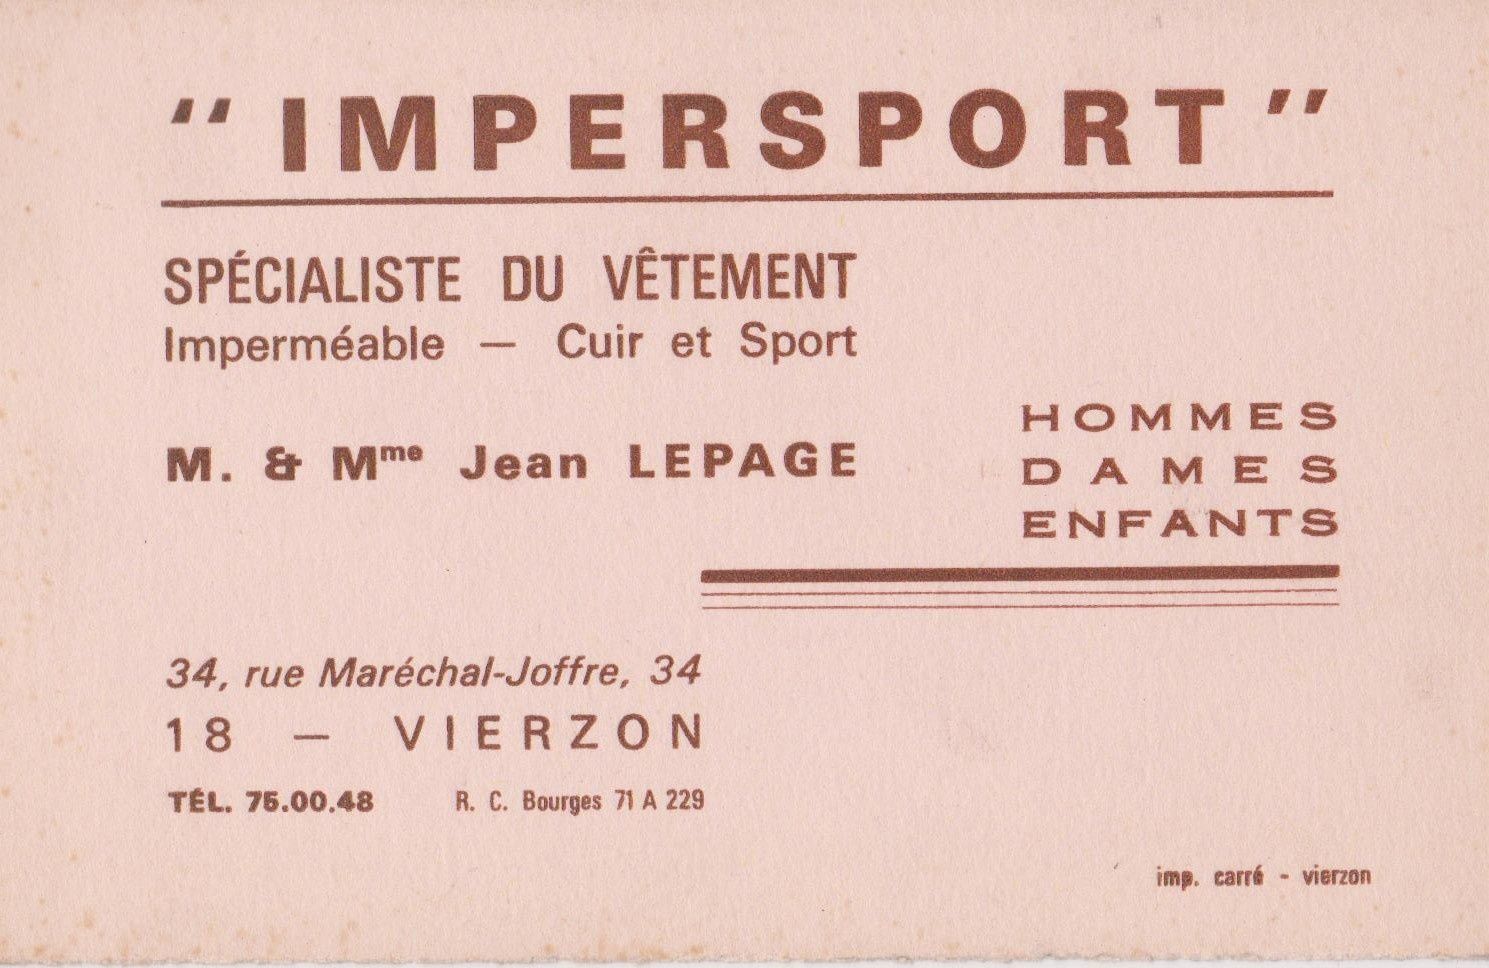 " IMPERSPORT "
SPÉCIALISTE DU VÊTEMENT
Imperméable — Cuir et Sport
M. & Mme Jean LEPAGE
HOMMES
DAMES
ENFANTS
34, rue Maréchal-Joffre, 34
18 — VIERZON
TÉL. 75.00.48 R. C. Bourges 71 A 229
imp. carré - vierzon